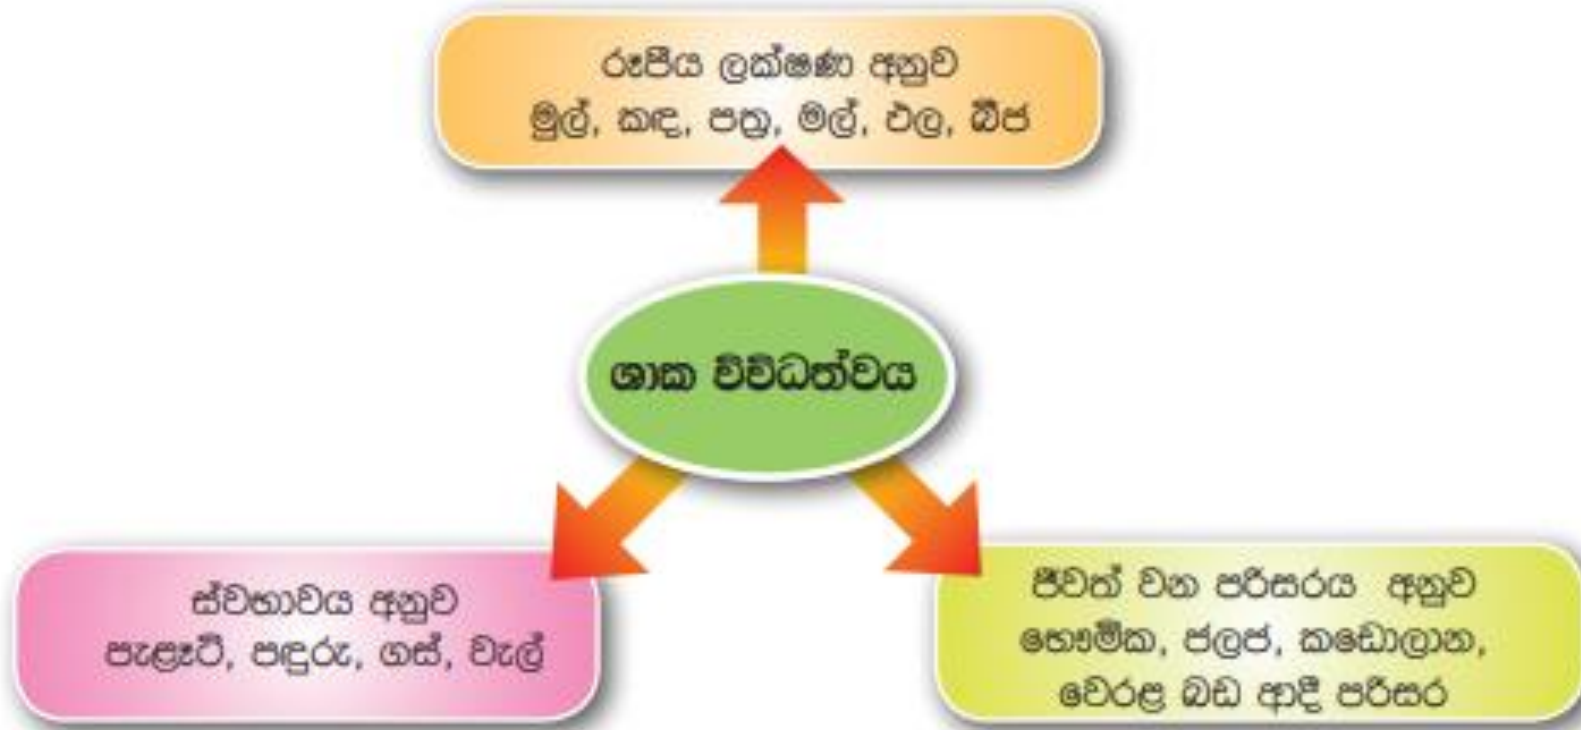 රූපීය ලක්ෂණ අනුව
මුල්, කඳ, පත්‍ර, මල්, ඵල, බීජ
ශාක විවිධත්වය
ස්වභාවය අනුව
පැළෑටි, පඳුරු, ගස්, වැල්
ජීවත් වන පරිසරය අනුව
භෞමික, ජලජ, කඩොලාන,
වෙරළ බඩ ආදී පරිසර